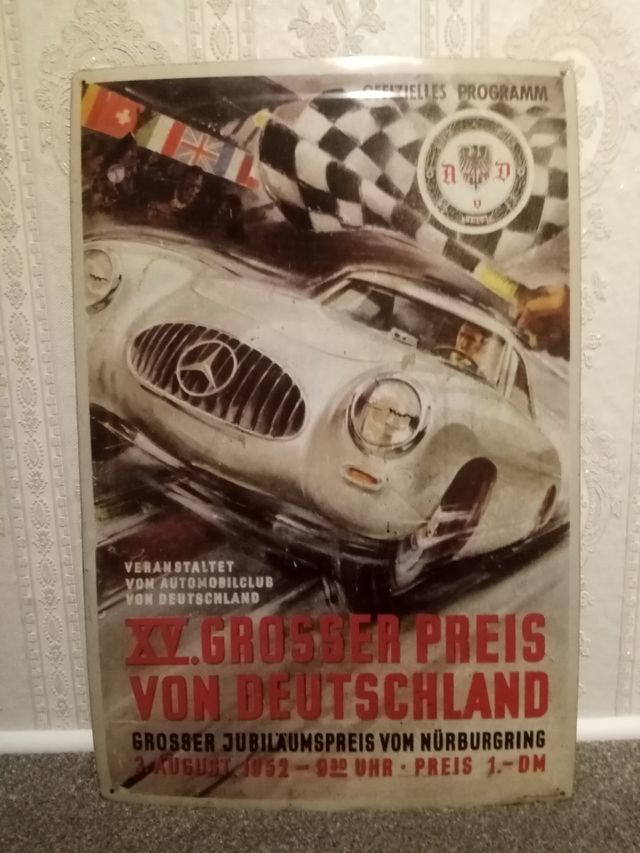 OFFIZIELLES PROGRAMM
A v D
VERANSTALTET
VOM AUTOMOBILCLUB
VON DEUTSCHLAND
XV. GROSSER PREIS
VON DEUTSCHLAND
GROSSER JUBILÄUMSPREIS VOM NÜRBURGRING
3. AUGUST 1952 — 9³⁰ UHR · PREIS 1.— DM